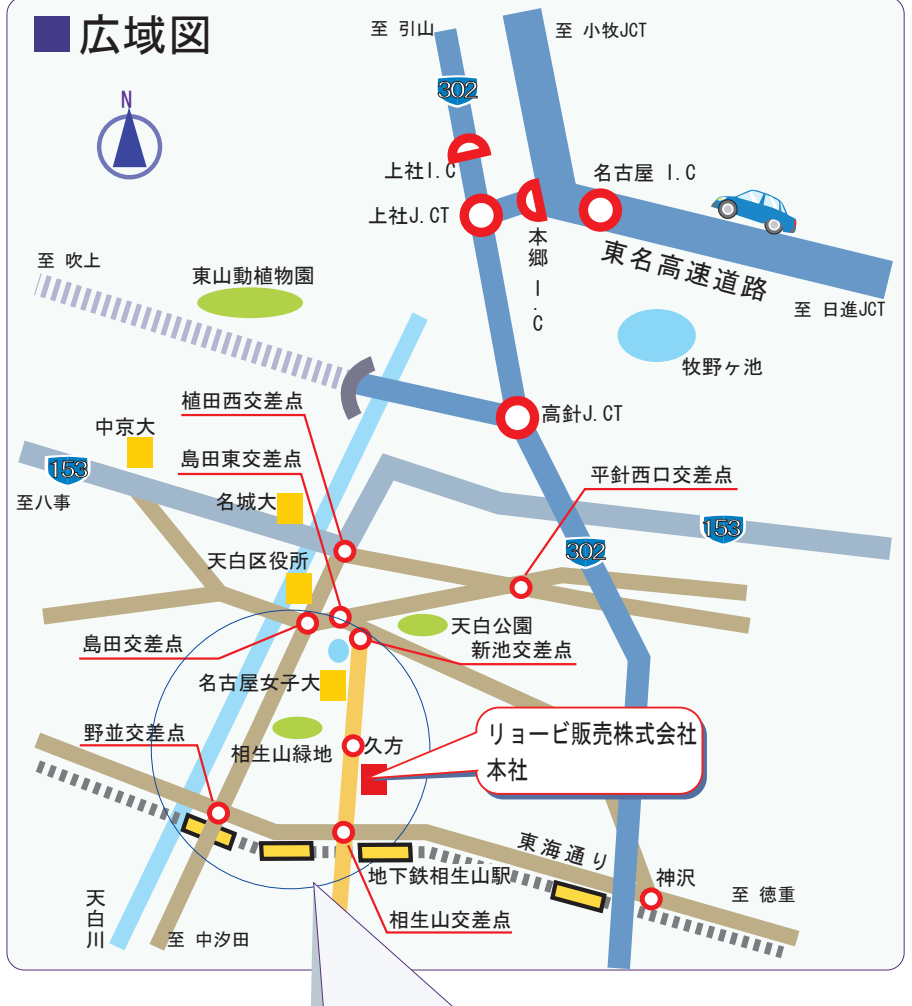 広域図
N
至 引山
至 小牧JCT
302
上社I.C
名古屋 I.C
上社J.CT
本郷 I.C
東名高速道路
至 吹上
東山動植物園
至 日進JCT
牧野ヶ池
植田西交差点
高針J.CT
中京大
島田東交差点
153
平針西口交差点
至八事
名城大
153
302
天白区役所
天白公園
島田交差点
新池交差点
名古屋女子大
野並交差点
相生山緑地
久方
リョービ販売株式会社
本社
東海通り
地下鉄相生山駅
神沢
天白川
至 徳重
相生山交差点
至 中汐田